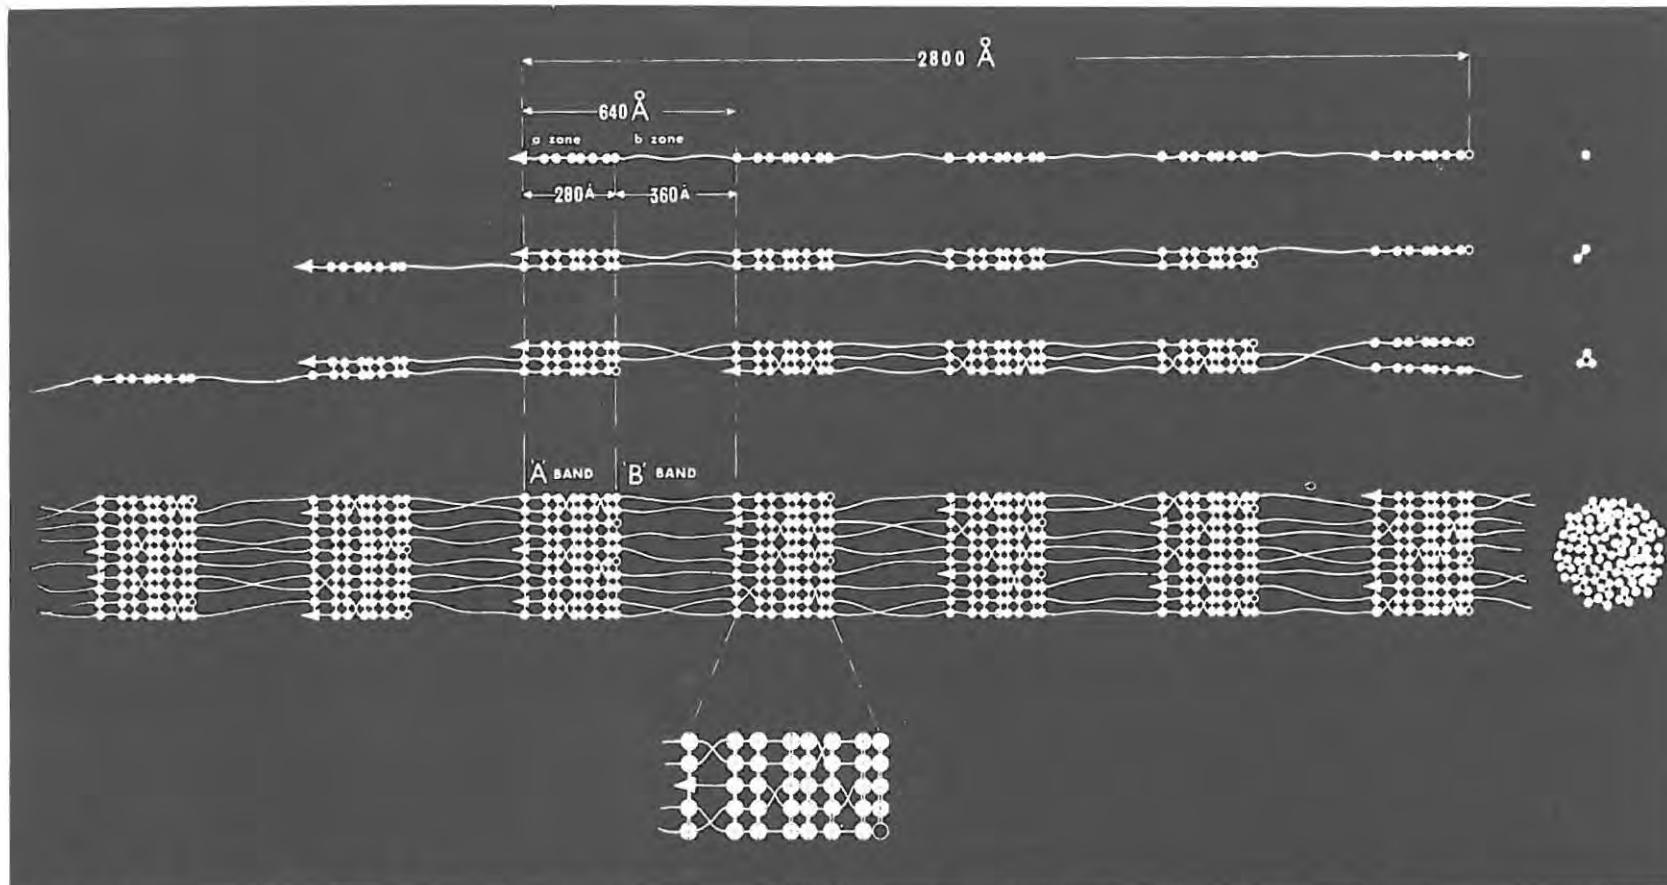 2800 Å
640 Å
a zone b zone
280Å 360Å
'A' BAND 'B' BAND